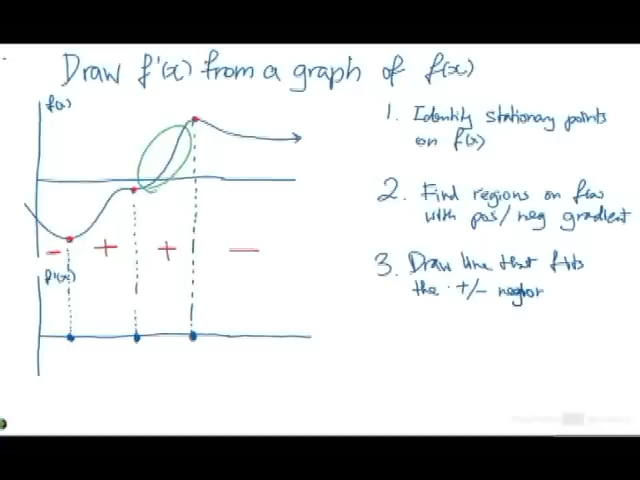 Draw f'(x) from a graph of f(x)
f(x)
1. Identify stationary points
on f(x)
2. Find regions on f(x)
with pos/neg gradient
- + + -
f'(x)
3. Draw line that fits
the +/-